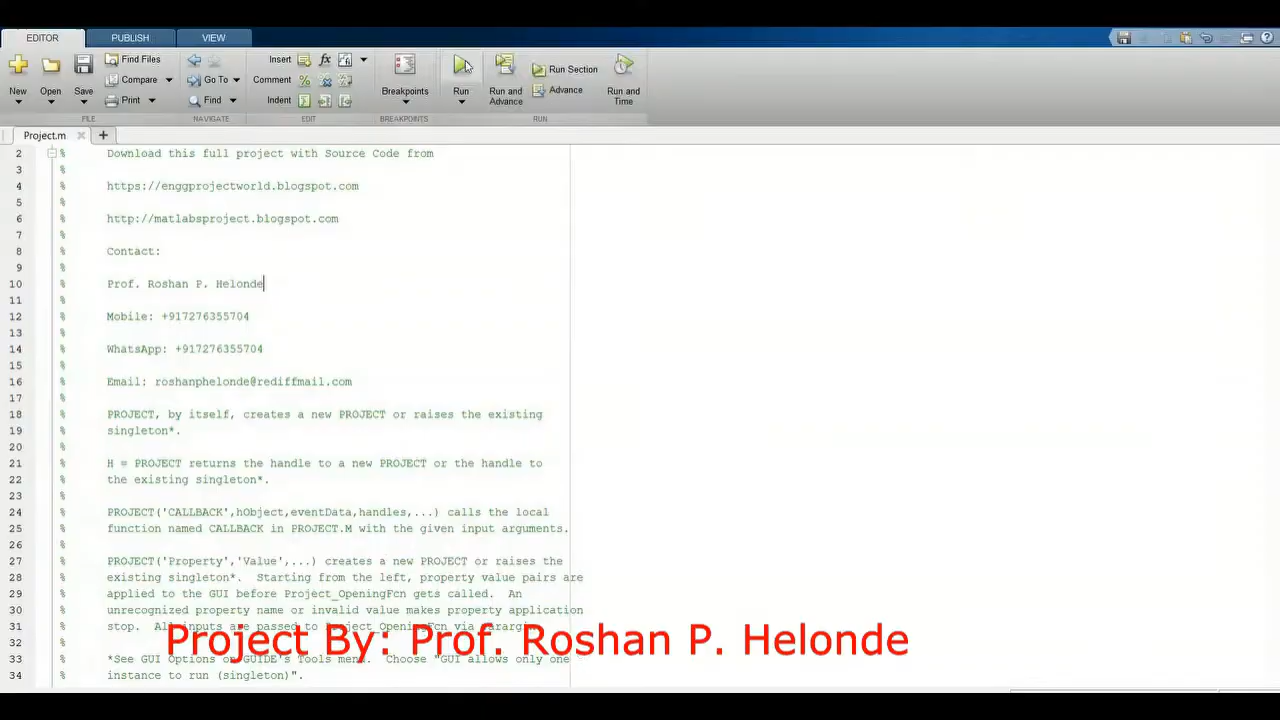 EDITOR PUBLISH VIEW
New Open Save Find Files Compare Print
Go To Find
Insert Comment Indent
Breakpoints
Run Run and Advance Run Section Advance Run and Time
FILE NAVIGATE EDIT BREAKPOINTS RUN
Project.m
2 % Download this full project with Source Code from
3 %
4 % https://enggprojectworld.blogspot.com
5 %
6 % http://matlabsproject.blogspot.com
7 %
8 % Contact:
9 %
10 % Prof. Roshan P. Helonde
11 %
12 % Mobile: +917276355704
13 %
14 % WhatsApp: +917276355704
15 %
16 % Email: roshanphelonde@rediffmail.com
17 %
18 % PROJECT, by itself, creates a new PROJECT or raises the existing
19 % singleton*.
20 %
21 % H = PROJECT returns the handle to a new PROJECT or the handle to
22 % the existing singleton*.
23 %
24 % PROJECT('CALLBACK',hObject,eventData,handles,...) calls the local
25 % function named CALLBACK in PROJECT.M with the given input arguments.
26 %
27 % PROJECT('Property','Value',...) creates a new PROJECT or raises the
28 % existing singleton*. Starting from the left, property value pairs are
29 % applied to the GUI before Project_OpeningFcn gets called. An
30 % unrecognized property name or invalid value makes property application
31 % stop. All inputs are passed to Project_OpeningFcn via varargin.
Project By: Prof. Roshan P. Helonde
32 %
33 % *See GUI Options on GUIDE's Tools menu. Choose "GUI allows only one
34 % instance to run (singleton)".